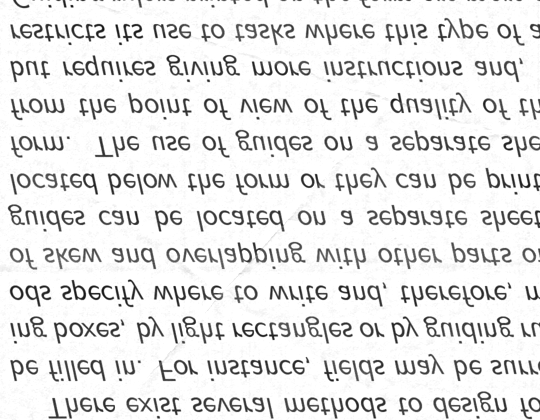 There exist several methods to design fo
be filled in. For instance, fields may be surr
ing boxes, by light rectangles or by guiding ru
ods specify where to write and, therefore, m
of skew and overlapping with other parts o
guides can be located on a separate sheet
located below the form or they can be print
form. The use of guides on a separate she
from the point of view of the quality of th
but requires giving more instructions and,
restricts its use to tasks where this type of a